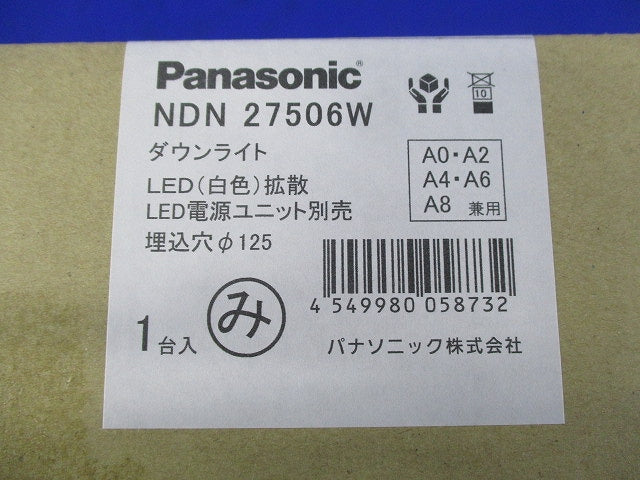 Panasonic®
NDN 27506W
10
ダウンライト
LED(白色)拡散
LED電源ユニット別売
埋込穴φ125
A0・A2
A4・A6
A8 兼用
4 549980 058732
1台入
み
パナソニック株式会社